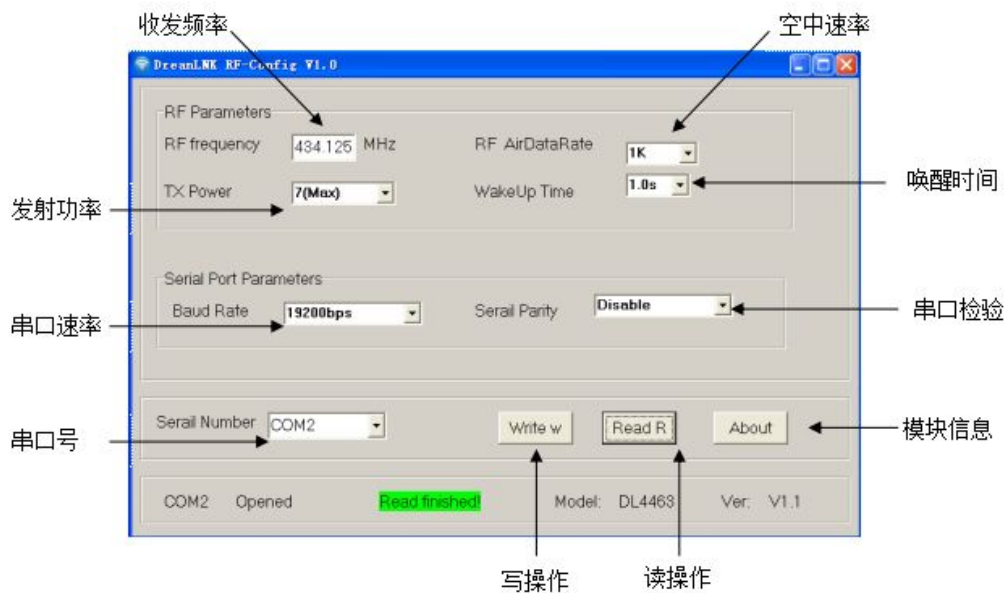 收发频率
空中速率
DreamLNK RF-Config V1.0
RF Parameters
RF frequency 434.125 MHz RF AirDataRate 1K
TX Power 7(Max) WakeUp Time 1.0s
唤醒时间
发射功率
Serial Port Parameters
Baud Rate 19200bps Serail Parity Disable
串口速率
串口检验
Serail Number COM2 Write w Read R About
串口号
模块信息
COM2 Opened Read finished! Model: DL4463 Ver: V1.1
写操作
读操作